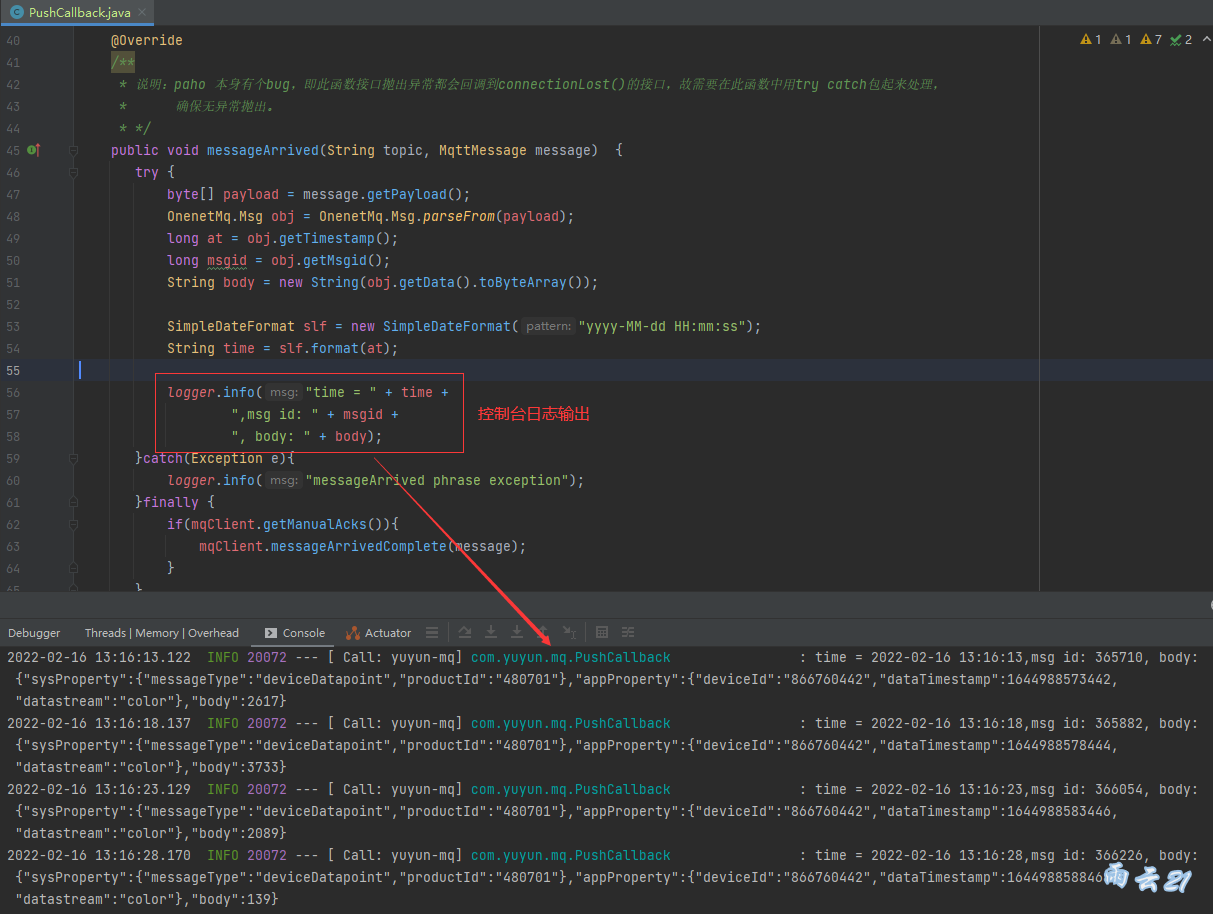 PushCallback.java
1 1 7 2
40 @Override
41 /**
42 * 说明：paho 本身有个bug，即此函数接口抛出异常都会回调到connectionLost()的接口，故需要在此函数中用try catch包起来处理，
43 * 确保无异常抛出。
44 * */
45 public void messageArrived(String topic, MqttMessage message) {
46 try {
47 byte[] payload = message.getPayload();
48 OnenetMq.Msg obj = OnenetMq.Msg.parseFrom(payload);
49 long at = obj.getTimestamp();
50 long msgid = obj.getMsgid();
51 String body = new String(obj.getData().toByteArray());
52
53 SimpleDateFormat slf = new SimpleDateFormat( pattern: "yyyy-MM-dd HH:mm:ss");
54 String time = slf.format(at);
55
56 logger.info( msg: "time = " + time +
57 ",msg id: " + msgid +
控制台日志输出
58 ", body: " + body);
59 }catch(Exception e){
60 logger.info( msg: "messageArrived phrase exception");
61 }finally {
62 if(mqClient.getManualAcks()){
63 mqClient.messageArrivedComplete(message);
64 }
65 }
Debugger Threads | Memory | Overhead Console Actuator
2022-02-16 13:16:13.122 INFO 20072 --- [ Call: yuyun-mq] com.yuyun.mq.PushCallback : time = 2022-02-16 13:16:13,msg id: 365710, body:
{"sysProperty":{"messageType":"deviceDatapoint","productId":"480701"},"appProperty":{"deviceId":"866760442","dataTimestamp":1644988573442,
"datastream":"color"},"body":2617}
2022-02-16 13:16:18.137 INFO 20072 --- [ Call: yuyun-mq] com.yuyun.mq.PushCallback : time = 2022-02-16 13:16:18,msg id: 365882, body:
{"sysProperty":{"messageType":"deviceDatapoint","productId":"480701"},"appProperty":{"deviceId":"866760442","dataTimestamp":1644988578444,
"datastream":"color"},"body":3733}
2022-02-16 13:16:23.129 INFO 20072 --- [ Call: yuyun-mq] com.yuyun.mq.PushCallback : time = 2022-02-16 13:16:23,msg id: 366054, body:
{"sysProperty":{"messageType":"deviceDatapoint","productId":"480701"},"appProperty":{"deviceId":"866760442","dataTimestamp":1644988583446,
"datastream":"color"},"body":2089}
2022-02-16 13:16:28.170 INFO 20072 --- [ Call: yuyun-mq] com.yuyun.mq.PushCallback : time = 2022-02-16 13:16:28,msg id: 366226, body:
{"sysProperty":{"messageType":"deviceDatapoint","productId":"480701"},"appProperty":{"deviceId":"866760442","dataTimestamp":164498858846
"datastream":"color"},"body":139}
雨云21